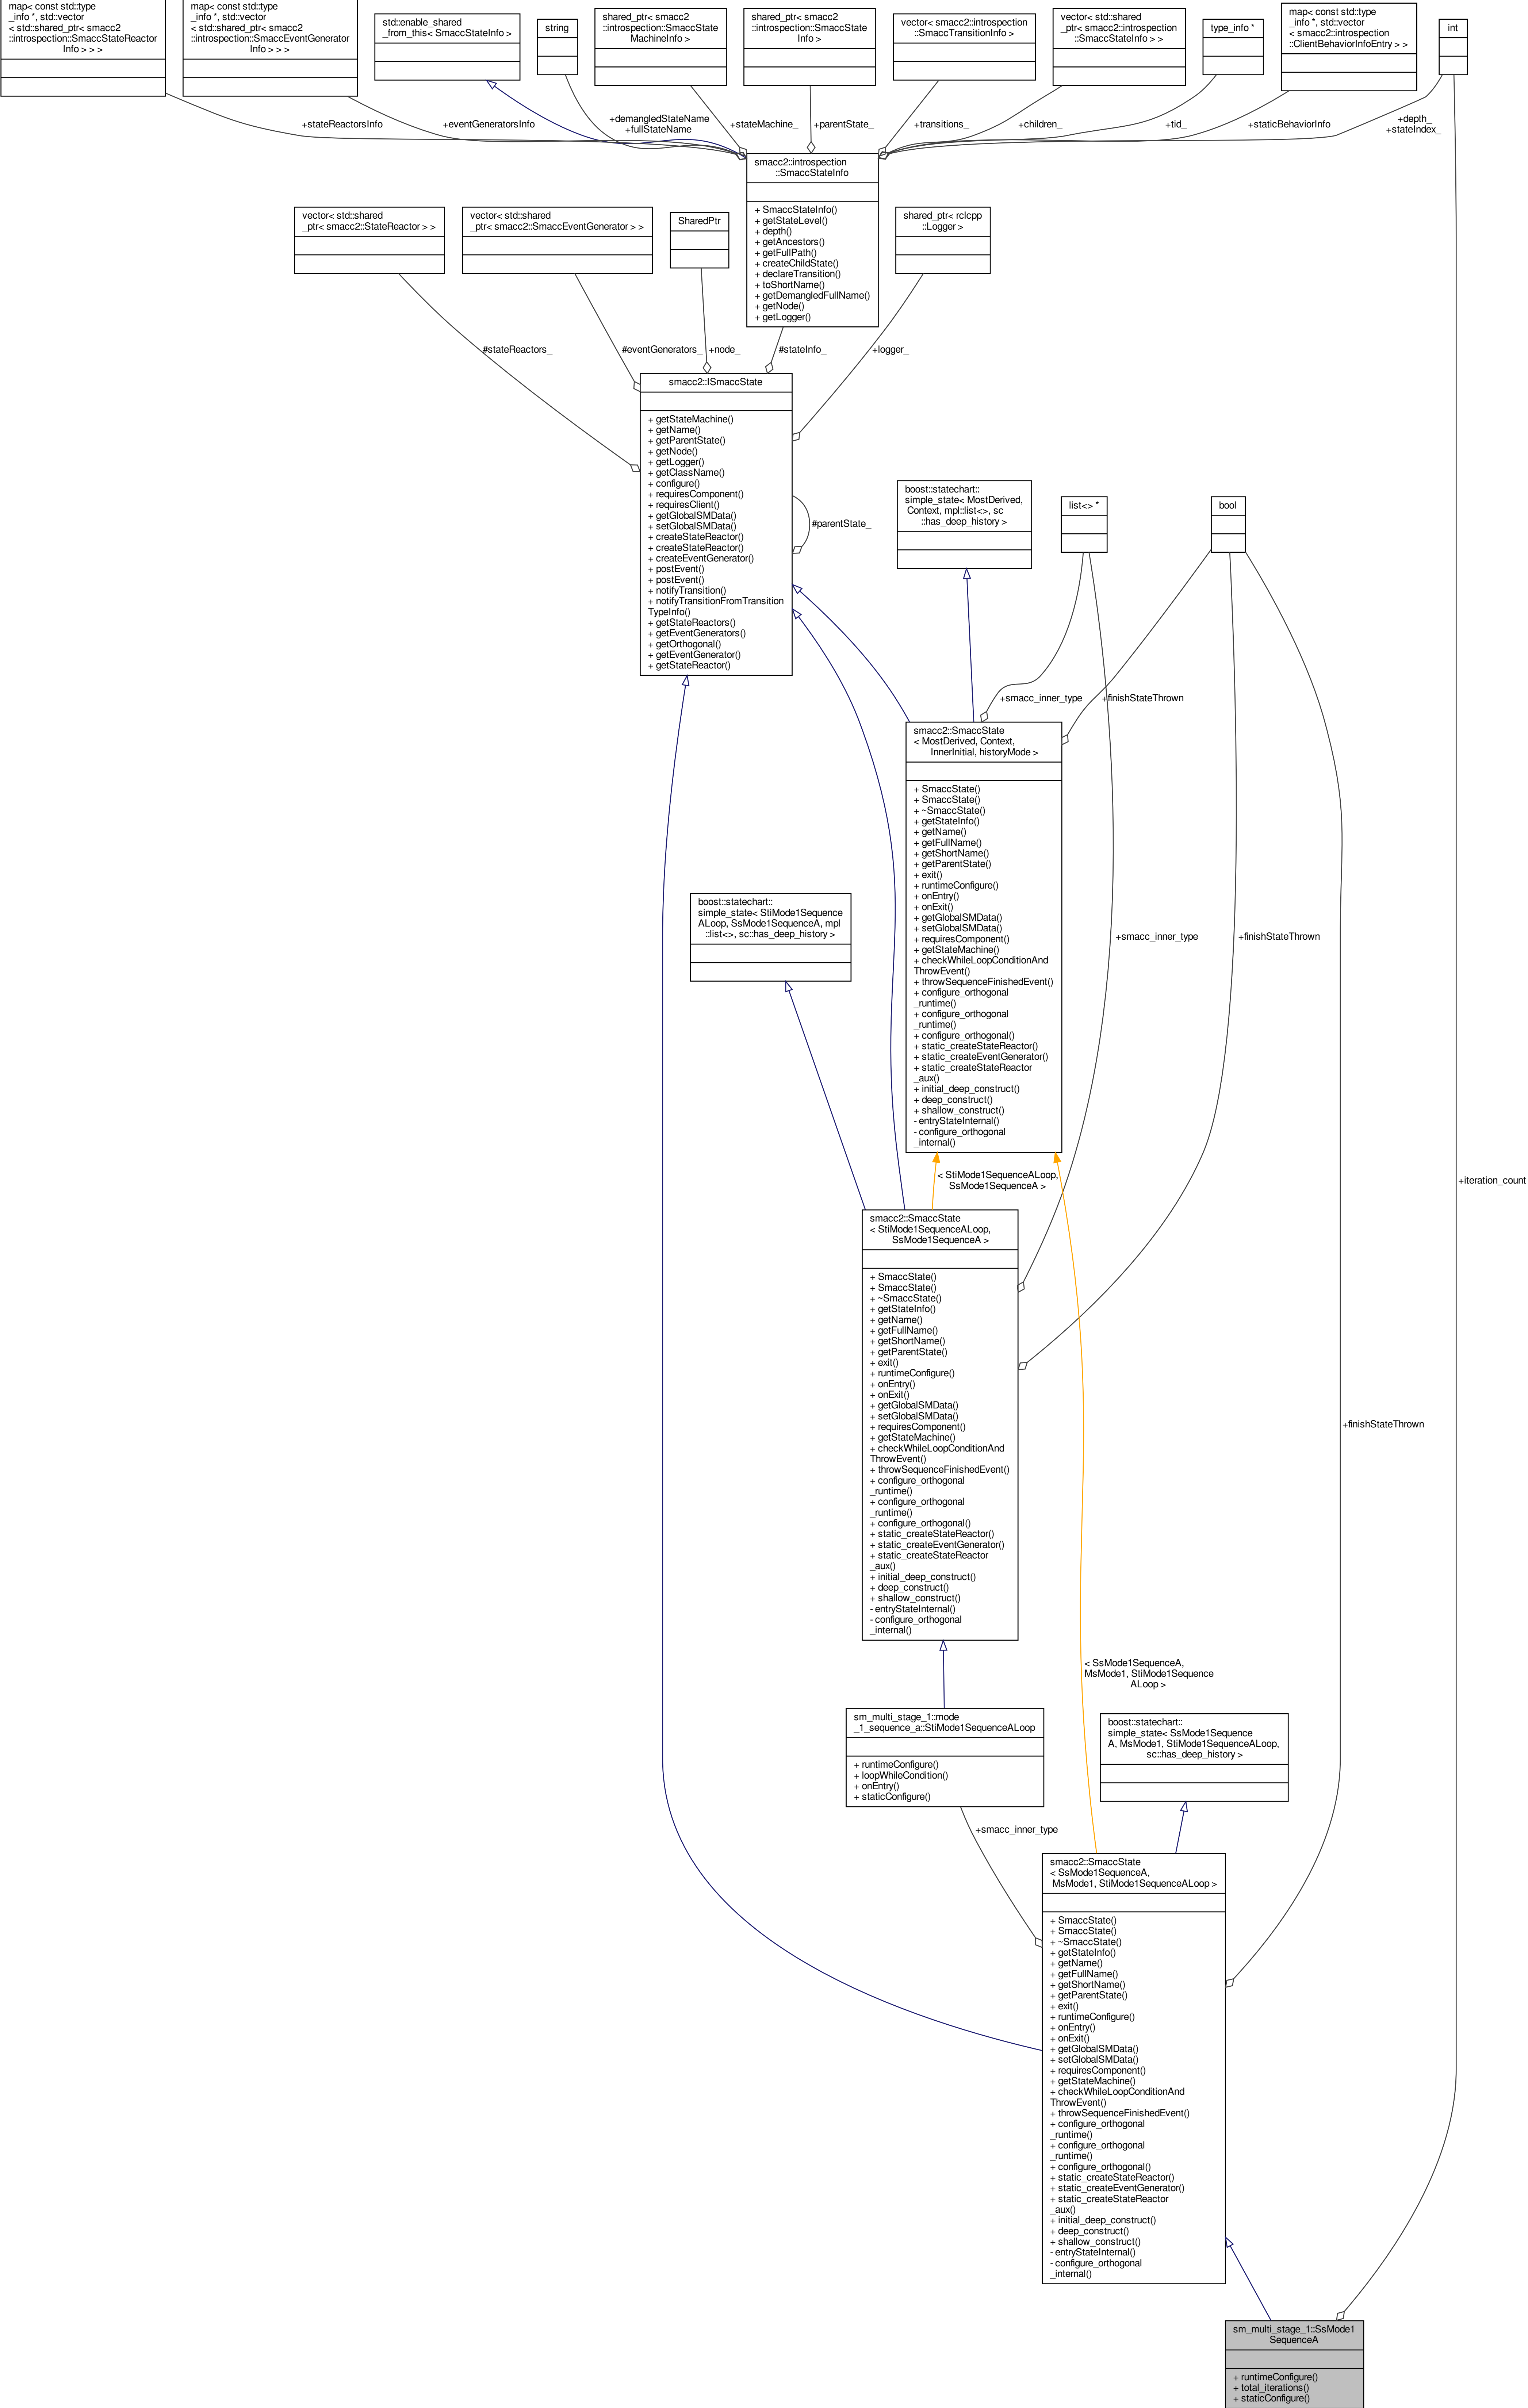 map< const std::type
_info *, std::vector
< std::shared_ptr< smacc2
::introspection::SmaccStateReactor
Info > > >
map< const std::type
_info *, std::vector
< std::shared_ptr< smacc2
::introspection::SmaccEventGenerator
Info > > >
std::enable_shared
_from_this< SmaccStateInfo >
string
shared_ptr< smacc2
::introspection::SmaccState
MachineInfo >
shared_ptr< smacc2
::introspection::SmaccState
Info >
vector< smacc2::introspection
::SmaccTransitionInfo >
vector< std::shared
_ptr< smacc2::introspection
::SmaccStateInfo > >
type_info *
map< const std::type
_info *, std::vector
< smacc2::introspection
::ClientBehaviorInfoEntry > >
int
+stateReactorsInfo
+eventGeneratorsInfo
+demangledStateName
+fullStateName
+stateMachine_
+parentState_
+transitions_
+children_
+tid_
+staticBehaviorInfo
+depth_
+stateIndex_
smacc2::introspection
::SmaccStateInfo
+ SmaccStateInfo()
+ getStateLevel()
+ depth()
+ getAncestors()
+ getFullPath()
+ createChildState()
+ declareTransition()
+ toShortName()
+ getDemangledFullName()
+ getNode()
+ getLogger()
vector< std::shared
_ptr< smacc2::StateReactor > >
vector< std::shared
_ptr< smacc2::SmaccEventGenerator > >
SharedPtr
shared_ptr< rclcpp
::Logger >
#stateReactors_
#eventGenerators_
+node_
#stateInfo_
+logger_
smacc2::ISmaccState
+ getStateMachine()
+ getName()
+ getParentState()
+ getNode()
+ getLogger()
+ getClassName()
+ configure()
+ requiresComponent()
+ requiresClient()
+ getGlobalSMData()
+ setGlobalSMData()
+ createStateReactor()
+ createStateReactor()
+ createEventGenerator()
+ postEvent()
+ postEvent()
+ notifyTransition()
+ notifyTransitionFromTransition
TypeInfo()
+ getStateReactors()
+ getEventGenerators()
+ getOrthogonal()
+ getEventGenerator()
+ getStateReactor()
#parentState_
boost::statechart::
simple_state< MostDerived,
Context, mpl::list<>, sc
::has_deep_history >
list<> *
bool
+smacc_inner_type
+finishStateThrown
smacc2::SmaccState
< MostDerived, Context,
InnerInitial, historyMode >
+ SmaccState()
+ SmaccState()
+ ~SmaccState()
+ getStateInfo()
+ getName()
+ getFullName()
+ getShortName()
+ getParentState()
+ exit()
+ runtimeConfigure()
+ onEntry()
+ onExit()
+ getGlobalSMData()
+ setGlobalSMData()
+ requiresComponent()
+ getStateMachine()
+ checkWhileLoopConditionAnd
ThrowEvent()
+ throwSequenceFinishedEvent()
+ configure_orthogonal
_runtime()
+ configure_orthogonal
_runtime()
+ configure_orthogonal()
+ static_createStateReactor()
+ static_createEventGenerator()
+ static_createStateReactor
_aux()
+ initial_deep_construct()
+ deep_construct()
+ shallow_construct()
- entryStateInternal()
- configure_orthogonal
_internal()
boost::statechart::
simple_state< StiMode1Sequence
ALoop, SsMode1SequenceA, mpl
::list<>, sc::has_deep_history >
+smacc_inner_type
+finishStateThrown
< StiMode1SequenceALoop,
SsMode1SequenceA >
+iteration_count
smacc2::SmaccState
< StiMode1SequenceALoop,
SsMode1SequenceA >
+ SmaccState()
+ SmaccState()
+ ~SmaccState()
+ getStateInfo()
+ getName()
+ getFullName()
+ getShortName()
+ getParentState()
+ exit()
+ runtimeConfigure()
+ onEntry()
+ onExit()
+ getGlobalSMData()
+ setGlobalSMData()
+ requiresComponent()
+ getStateMachine()
+ checkWhileLoopConditionAnd
ThrowEvent()
+ throwSequenceFinishedEvent()
+ configure_orthogonal
_runtime()
+ configure_orthogonal
_runtime()
+ configure_orthogonal()
+ static_createStateReactor()
+ static_createEventGenerator()
+ static_createStateReactor
_aux()
+ initial_deep_construct()
+ deep_construct()
+ shallow_construct()
- entryStateInternal()
- configure_orthogonal
_internal()
+finishStateThrown
< SsMode1SequenceA,
MsMode1, StiMode1Sequence
ALoop >
sm_multi_stage_1::mode
_1_sequence_a::StiMode1SequenceALoop
+ runtimeConfigure()
+ loopWhileCondition()
+ onEntry()
+ staticConfigure()
boost::statechart::
simple_state< SsMode1Sequence
A, MsMode1, StiMode1SequenceALoop,
sc::has_deep_history >
+smacc_inner_type
smacc2::SmaccState
< SsMode1SequenceA,
MsMode1, StiMode1SequenceALoop >
+ SmaccState()
+ SmaccState()
+ ~SmaccState()
+ getStateInfo()
+ getName()
+ getFullName()
+ getShortName()
+ getParentState()
+ exit()
+ runtimeConfigure()
+ onEntry()
+ onExit()
+ getGlobalSMData()
+ setGlobalSMData()
+ requiresComponent()
+ getStateMachine()
+ checkWhileLoopConditionAnd
ThrowEvent()
+ throwSequenceFinishedEvent()
+ configure_orthogonal
_runtime()
+ configure_orthogonal
_runtime()
+ configure_orthogonal()
+ static_createStateReactor()
+ static_createEventGenerator()
+ static_createStateReactor
_aux()
+ initial_deep_construct()
+ deep_construct()
+ shallow_construct()
- entryStateInternal()
- configure_orthogonal
_internal()
sm_multi_stage_1::SsMode1
SequenceA
+ runtimeConfigure()
+ total_iterations()
+ staticConfigure()